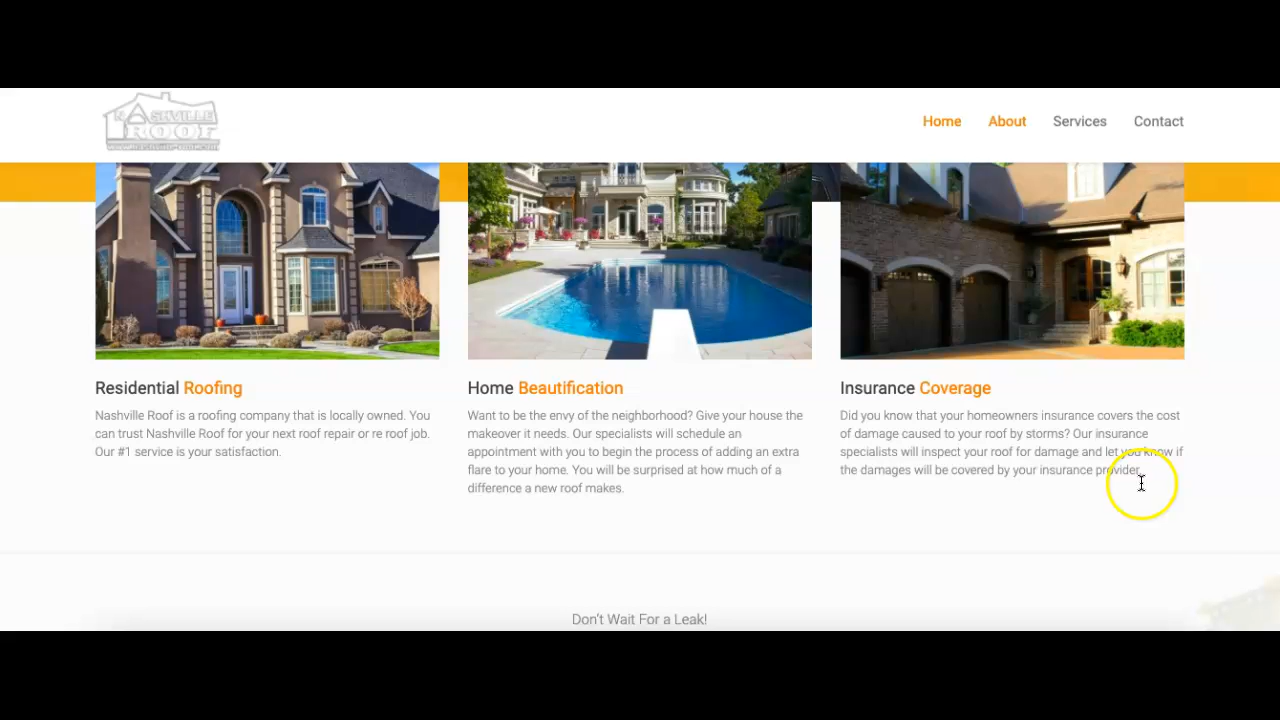 NASHVILLE
ROOF
Home About Services Contact
Residential Roofing
Nashville Roof is a roofing company that is locally owned. You
can trust Nashville Roof for your next roof repair or re roof job.
Our #1 service is your satisfaction.
Home Beautification
Want to be the envy of the neighborhood? Give your house the
makeover it needs. Our specialists will schedule an
appointment with you to begin the process of adding an extra
flare to your home. You will be surprised at how much of a
difference a new roof makes.
Insurance Coverage
Did you know that your homeowners insurance covers the cost
of damage caused to your roof by storms? Our insurance
specialists will inspect your roof for damage and let you know if
the damages will be covered by your insurance provider.
Don't Wait For a Leak!